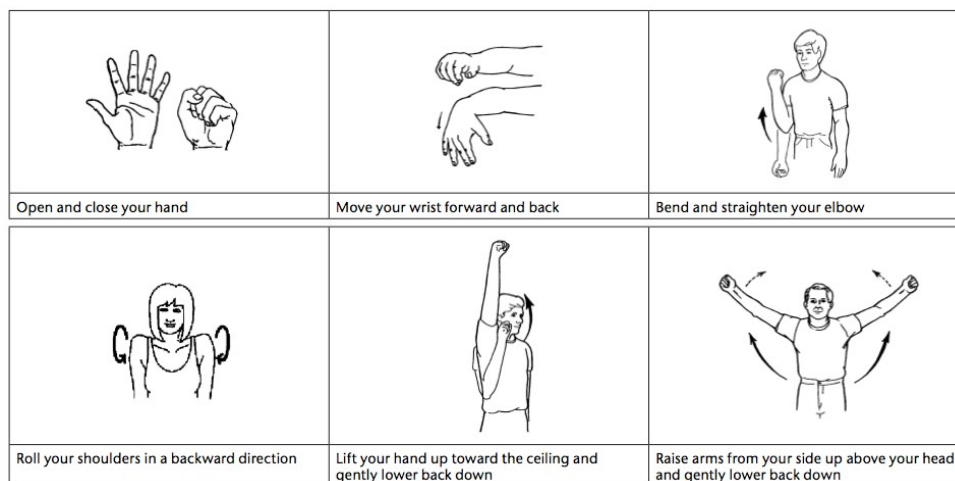 Open and close your hand
Move your wrist forward and back
Bend and straighten your elbow
Roll your shoulders in a backward direction
Lift your hand up toward the ceiling and
gently lower back down
Raise arms from your side up above your head
and gently lower back down